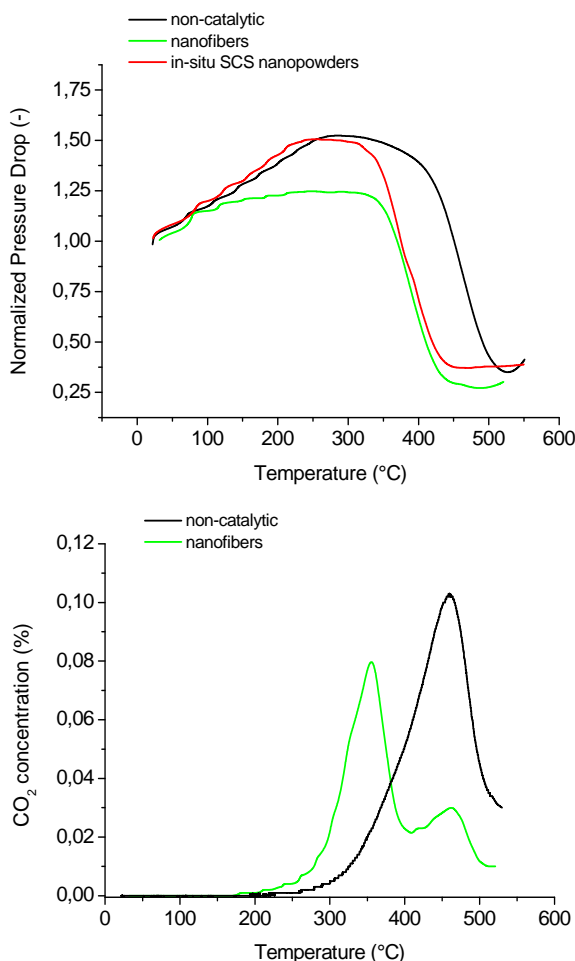 non-catalytic
nanofibers
in-situ SCS nanopowders
1,75
1,50
1,25
1,00
0,75
0,50
0,25
Normalized Pressure Drop (-)
0 100 200 300 400 500 600
Temperature (°C)
non-catalytic
nanofibers
0,12
0,10
0,08
0,06
0,04
0,02
0,00
CO₂ concentration (%)
0 100 200 300 400 500 600
Temperature (°C)